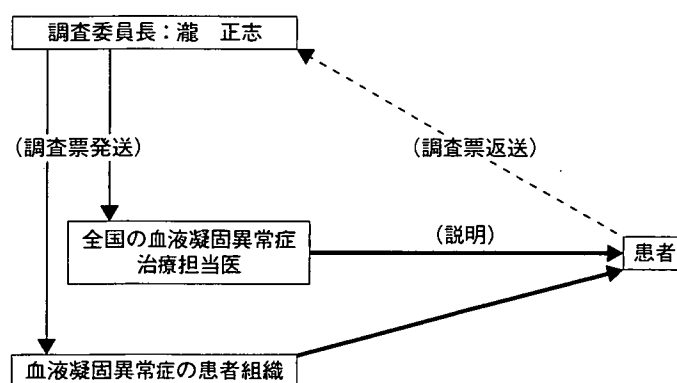 調査委員長：瀧　正志
（調査票発送）
（調査票返送）
全国の血液凝固異常症
治療担当医
（説明）
患者
血液凝固異常症の患者組織